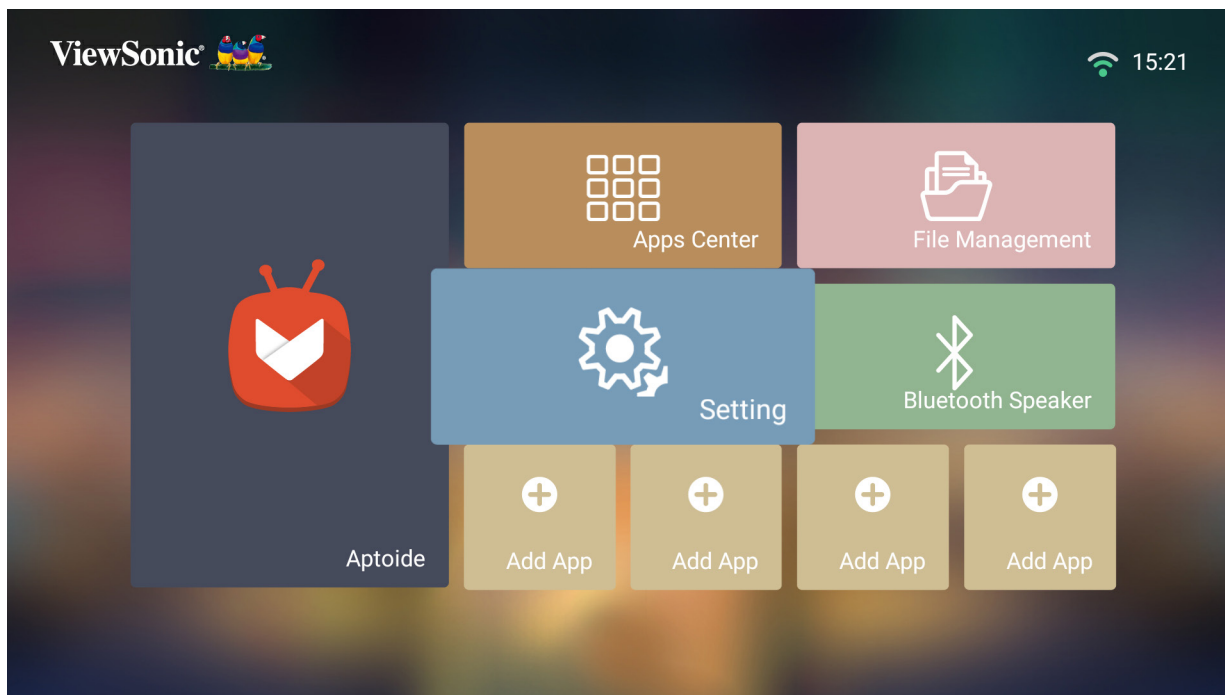 ViewSonic®
15:21
Apps Center
File Management
Setting
Bluetooth Speaker
Aptoide
Add App
Add App
Add App
Add App